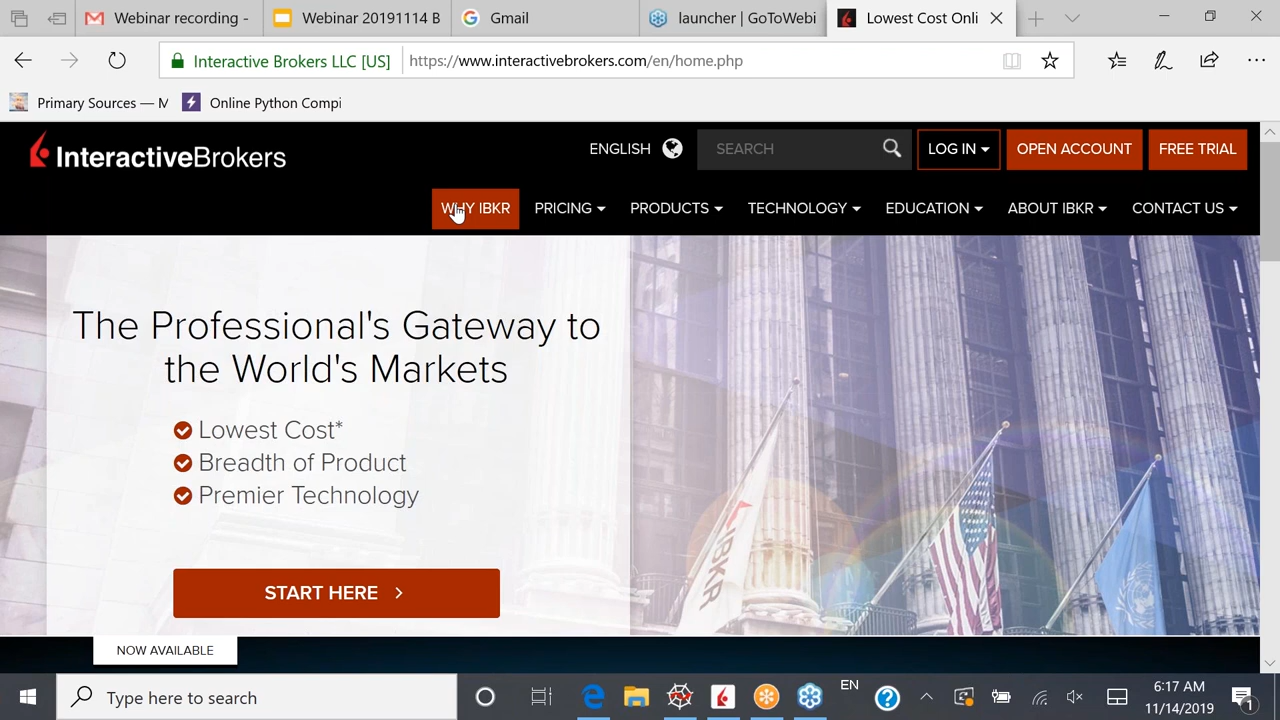 Webinar recording -
Webinar 20191114 B
Gmail
launcher | GoToWebi
Lowest Cost Onli
Interactive Brokers LLC [US]
https://www.interactivebrokers.com/en/home.php
Primary Sources — M
Online Python Compi
InteractiveBrokers
ENGLISH
SEARCH
LOG IN
OPEN ACCOUNT
FREE TRIAL
WHY IBKR
PRICING
PRODUCTS
TECHNOLOGY
EDUCATION
ABOUT IBKR
CONTACT US
The Professional's Gateway to
the World's Markets
Lowest Cost*
Breadth of Product
Premier Technology
IBKR
START HERE
NOW AVAILABLE
Type here to search
EN
6:17 AM
11/14/2019
1